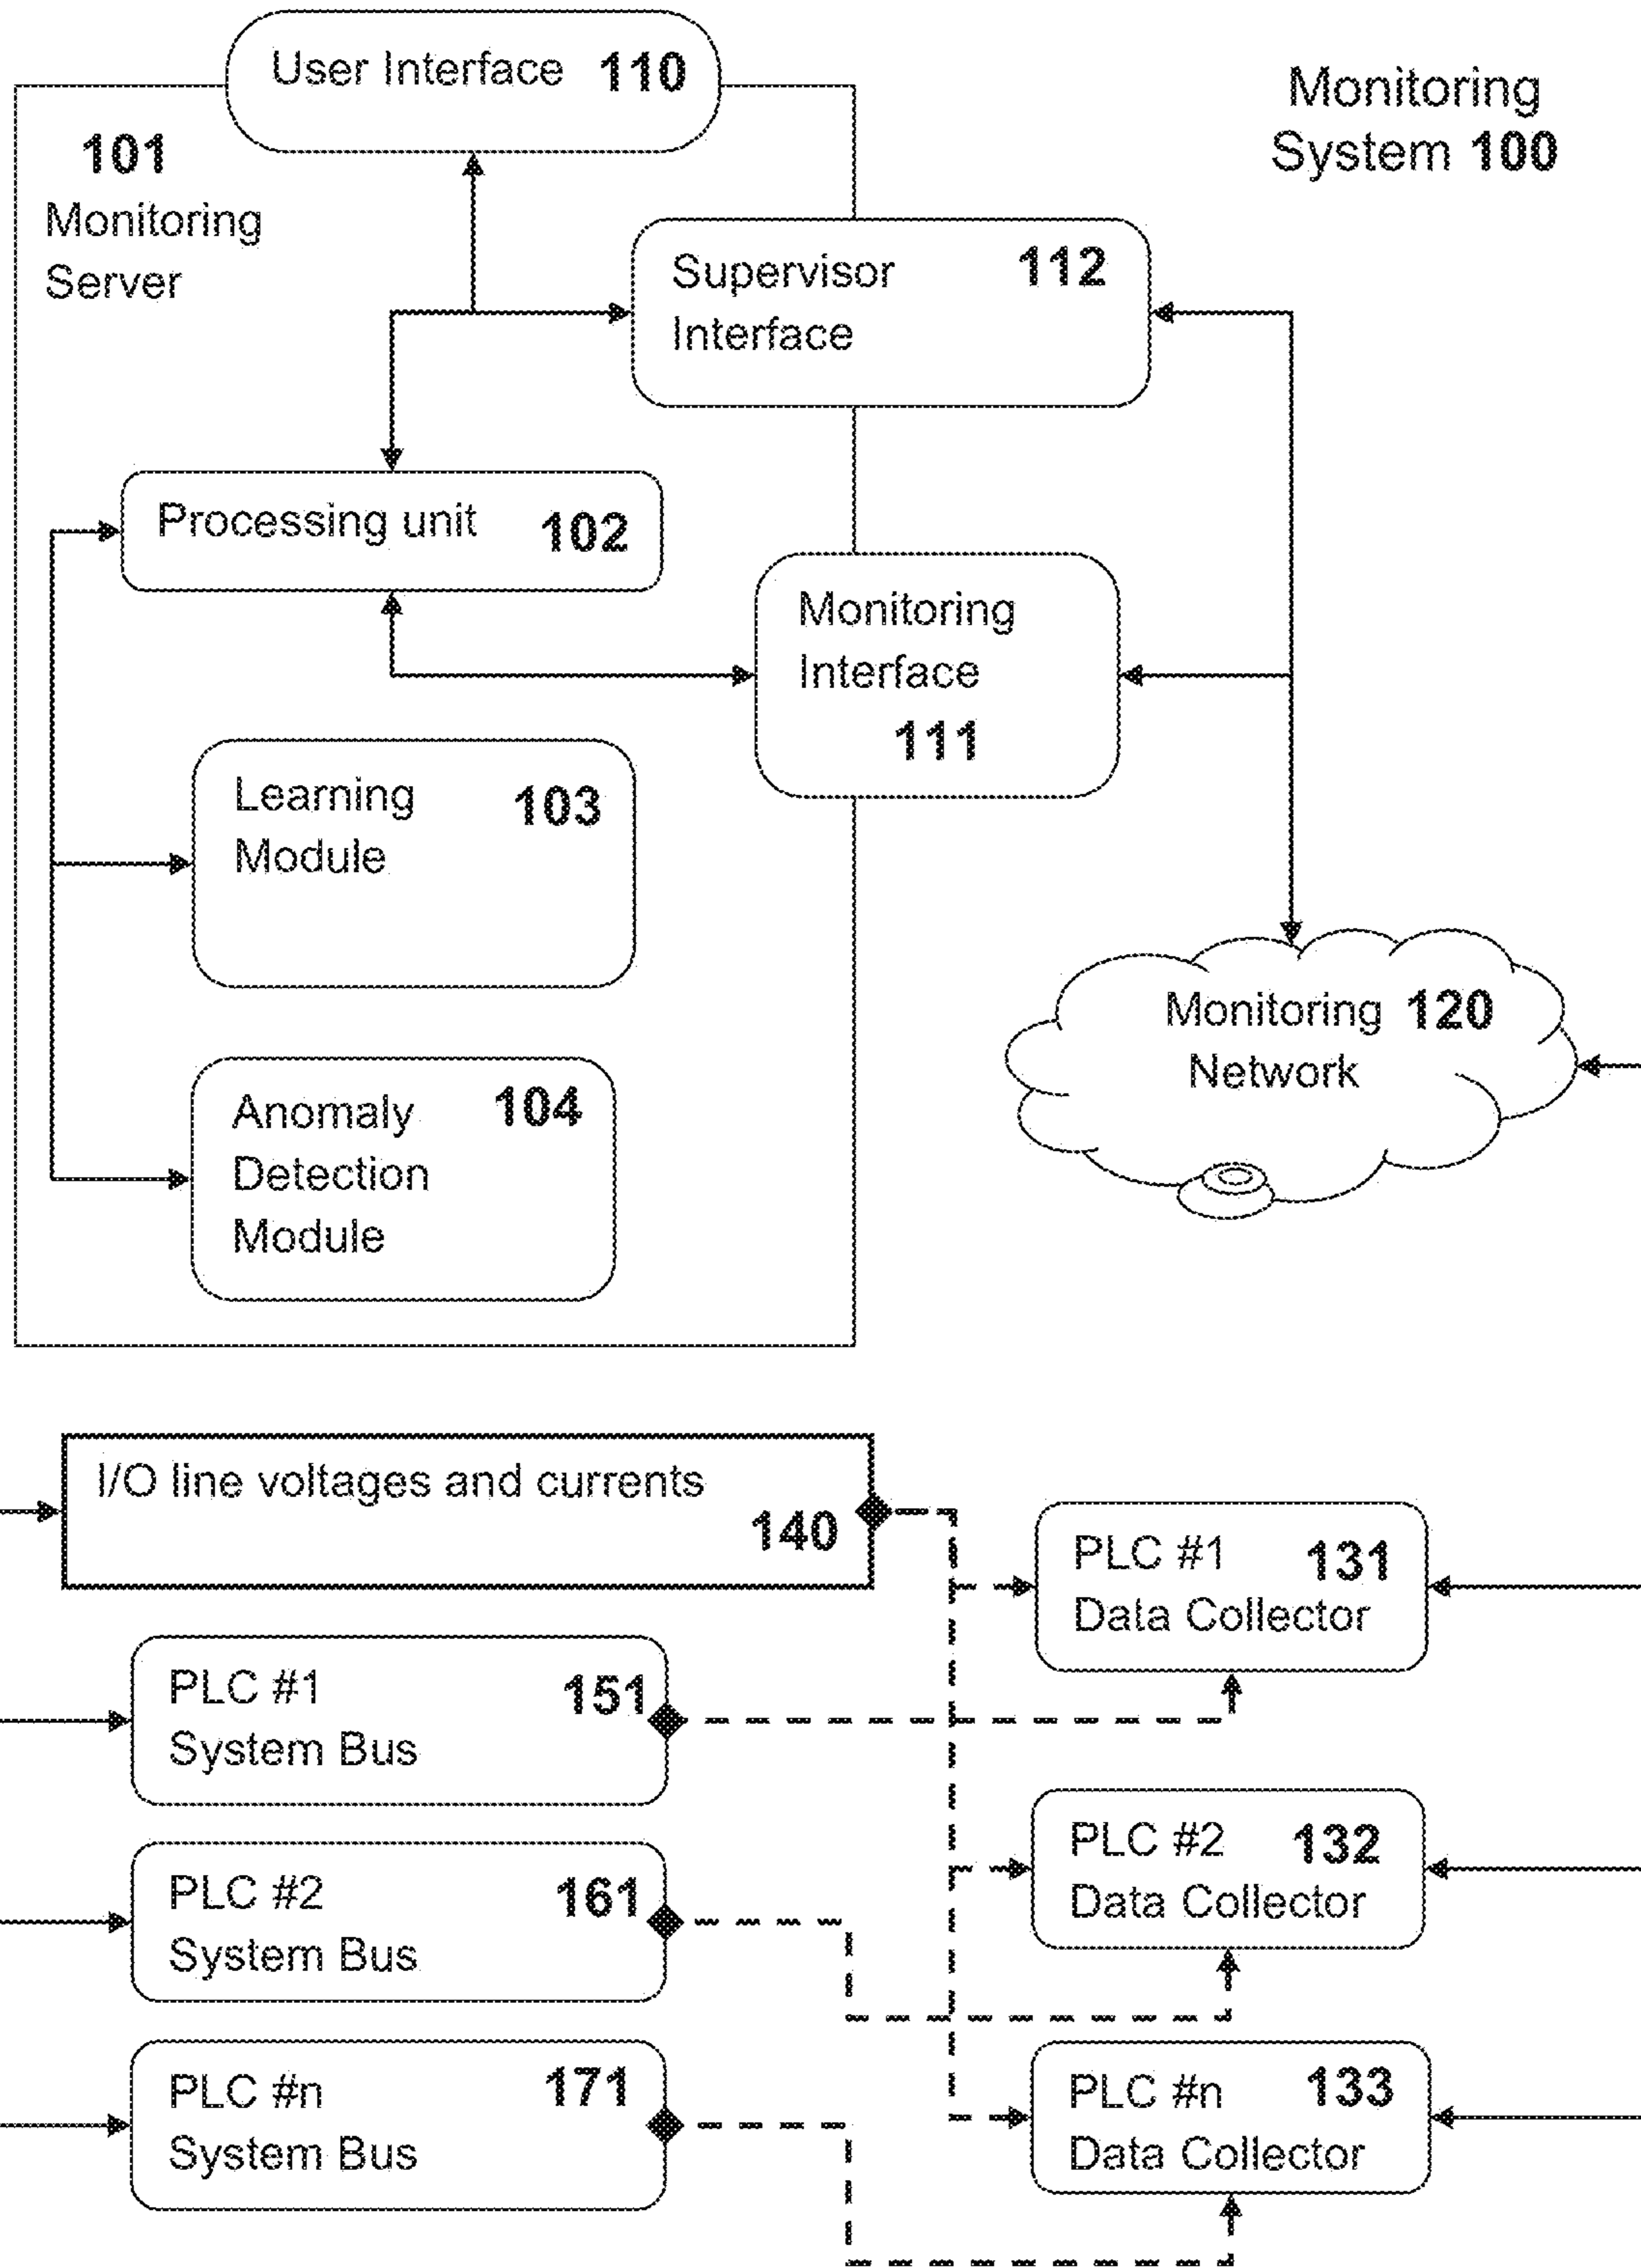 User Interface 110
Monitoring
System 100
101
Monitoring
Server
Supervisor 112
Interface
Processing unit 102
Monitoring
Interface
111
Learning 103
Module
Monitoring 120
Network
Anomaly 104
Detection
Module
I/O line voltages and currents
140
PLC #1 131
Data Collector
PLC #1 151
System Bus
PLC #2 132
Data Collector
PLC #2 161
System Bus
PLC #n 133
Data Collector
PLC #n 171
System Bus